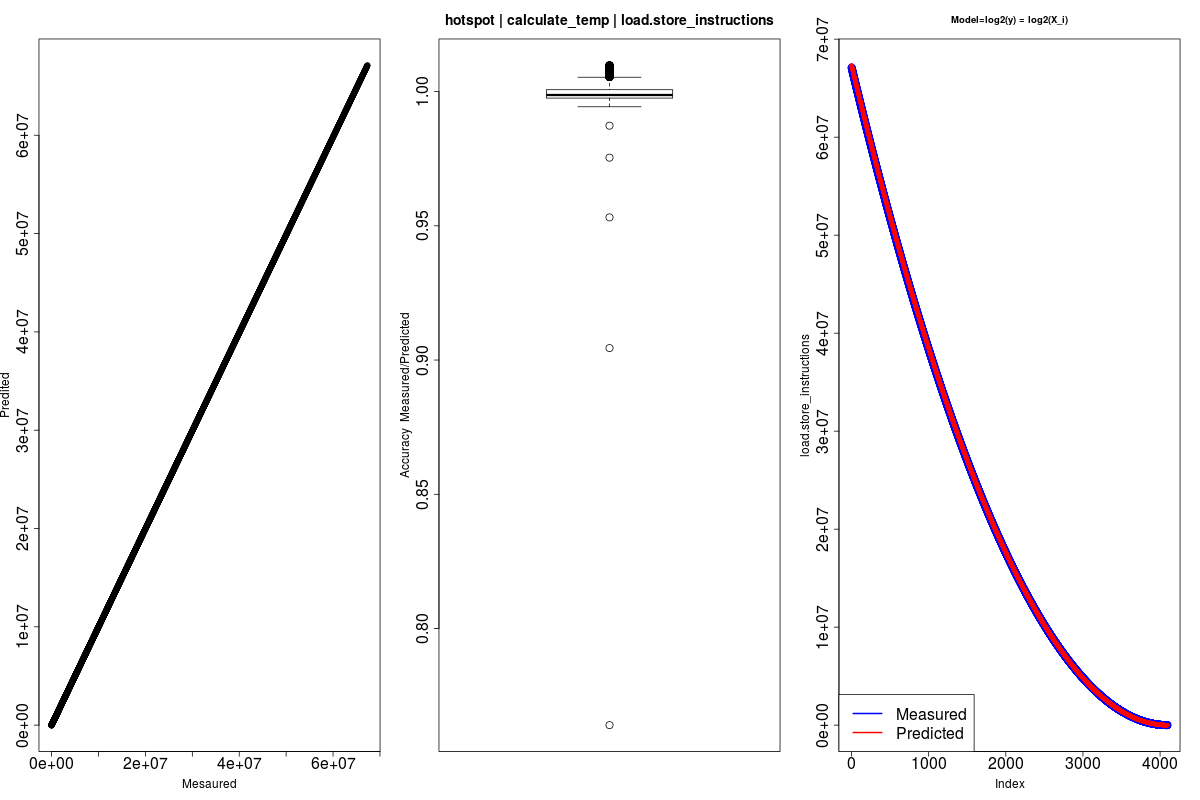 hotspot | calculate_temp | load.store_instructions
Model=log2(y) = log2(X_i)
Predited
0e+00 1e+07 2e+07 3e+07 4e+07 5e+07 6e+07
0e+00 2e+07 4e+07 6e+07
Mesaured
Accuracy Measured/Predicted
0.80 0.85 0.90 0.95 1.00
load.store_instructions
0e+00 1e+07 2e+07 3e+07 4e+07 5e+07 6e+07 7e+07
Measured
Predicted
0 1000 2000 3000 4000
Index